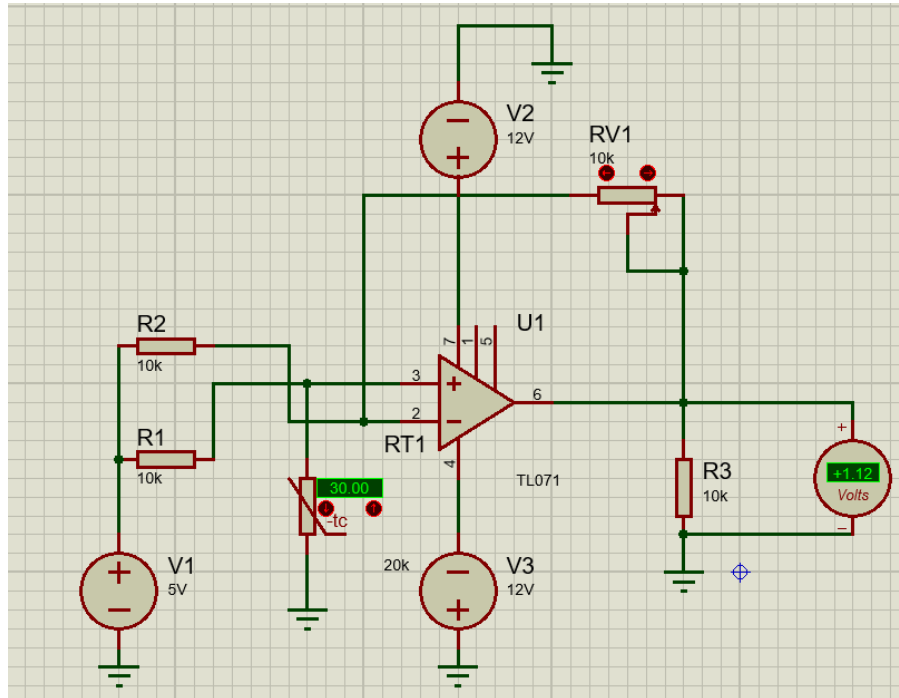 V2
12V
RV1
10k
U1
R2
10k
7
1
5
3
+
6
2
−
R1
10k
RT1
4
TL071
+
+1.12
Volts
−
R3
10k
30.00
-tc
+
V1
5V
−
20k
−
V3
12V
+
−
+